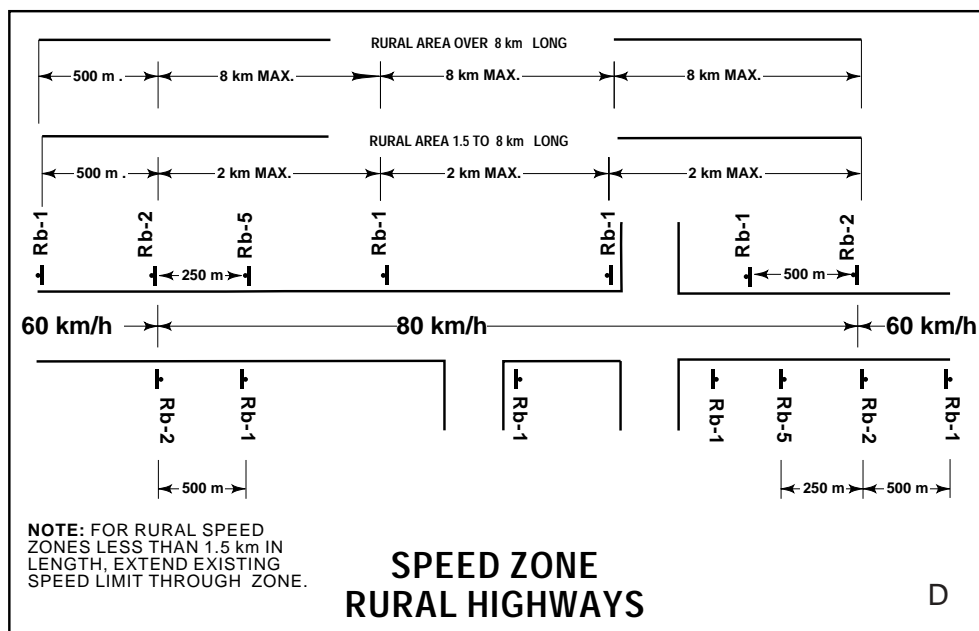 RURAL AREA OVER 8 km LONG
500 m . 8 km MAX. 8 km MAX. 8 km MAX.
RURAL AREA 1.5 TO 8 km LONG
500 m . 2 km MAX. 2 km MAX. 2 km MAX.
Rb-1 Rb-2 Rb-5 Rb-1 Rb-1 Rb-1 Rb-2
250 m 500 m
60 km/h 80 km/h 60 km/h
Rb-2 Rb-1 Rb-1 Rb-1 Rb-5 Rb-2 Rb-1
500 m 250 m 500 m
NOTE: FOR RURAL SPEED
ZONES LESS THAN 1.5 km IN
LENGTH, EXTEND EXISTING
SPEED LIMIT THROUGH ZONE.
SPEED ZONE
RURAL HIGHWAYS
D